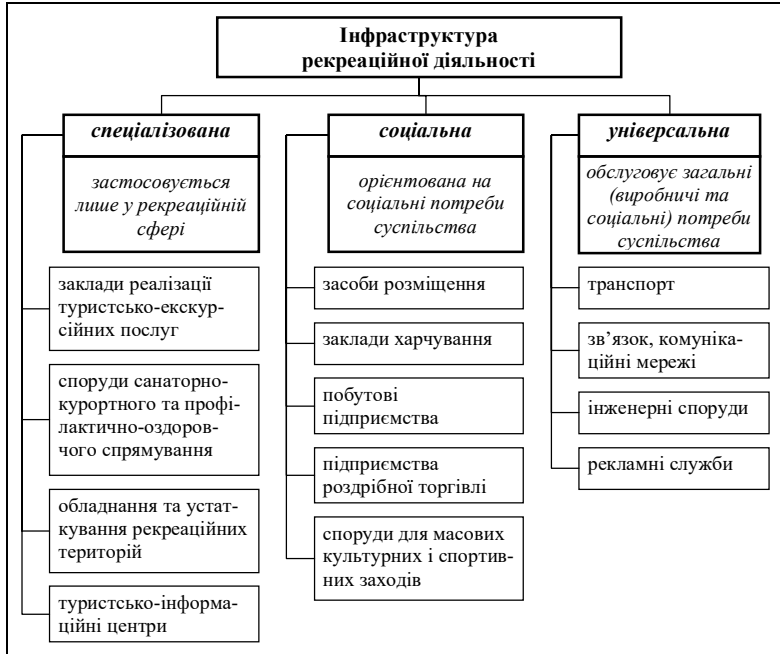 Інфраструктура
рекреаційної діяльності
спеціалізована
застосовується
лише у рекреаційній
сфері
заклади реалізації
туристсько-екскур-
сійних послуг
споруди санаторно-
курортного та профі-
лактично-оздоров-
чого спрямування
обладнання та устат-
кування рекреаційних
територій
туристсько-інформа-
ційні центри
соціальна
орієнтована на
соціальні потреби
суспільства
засоби розміщення
заклади харчування
побутові
підприємства
підприємства
роздрібної торгівлі
споруди для масових
культурних і спортив-
них заходів
універсальна
обслуговує загальні
(виробничі та
соціальні) потреби
суспільства
транспорт
зв’язок, комуніка-
ційні мережі
інженерні споруди
рекламні служби